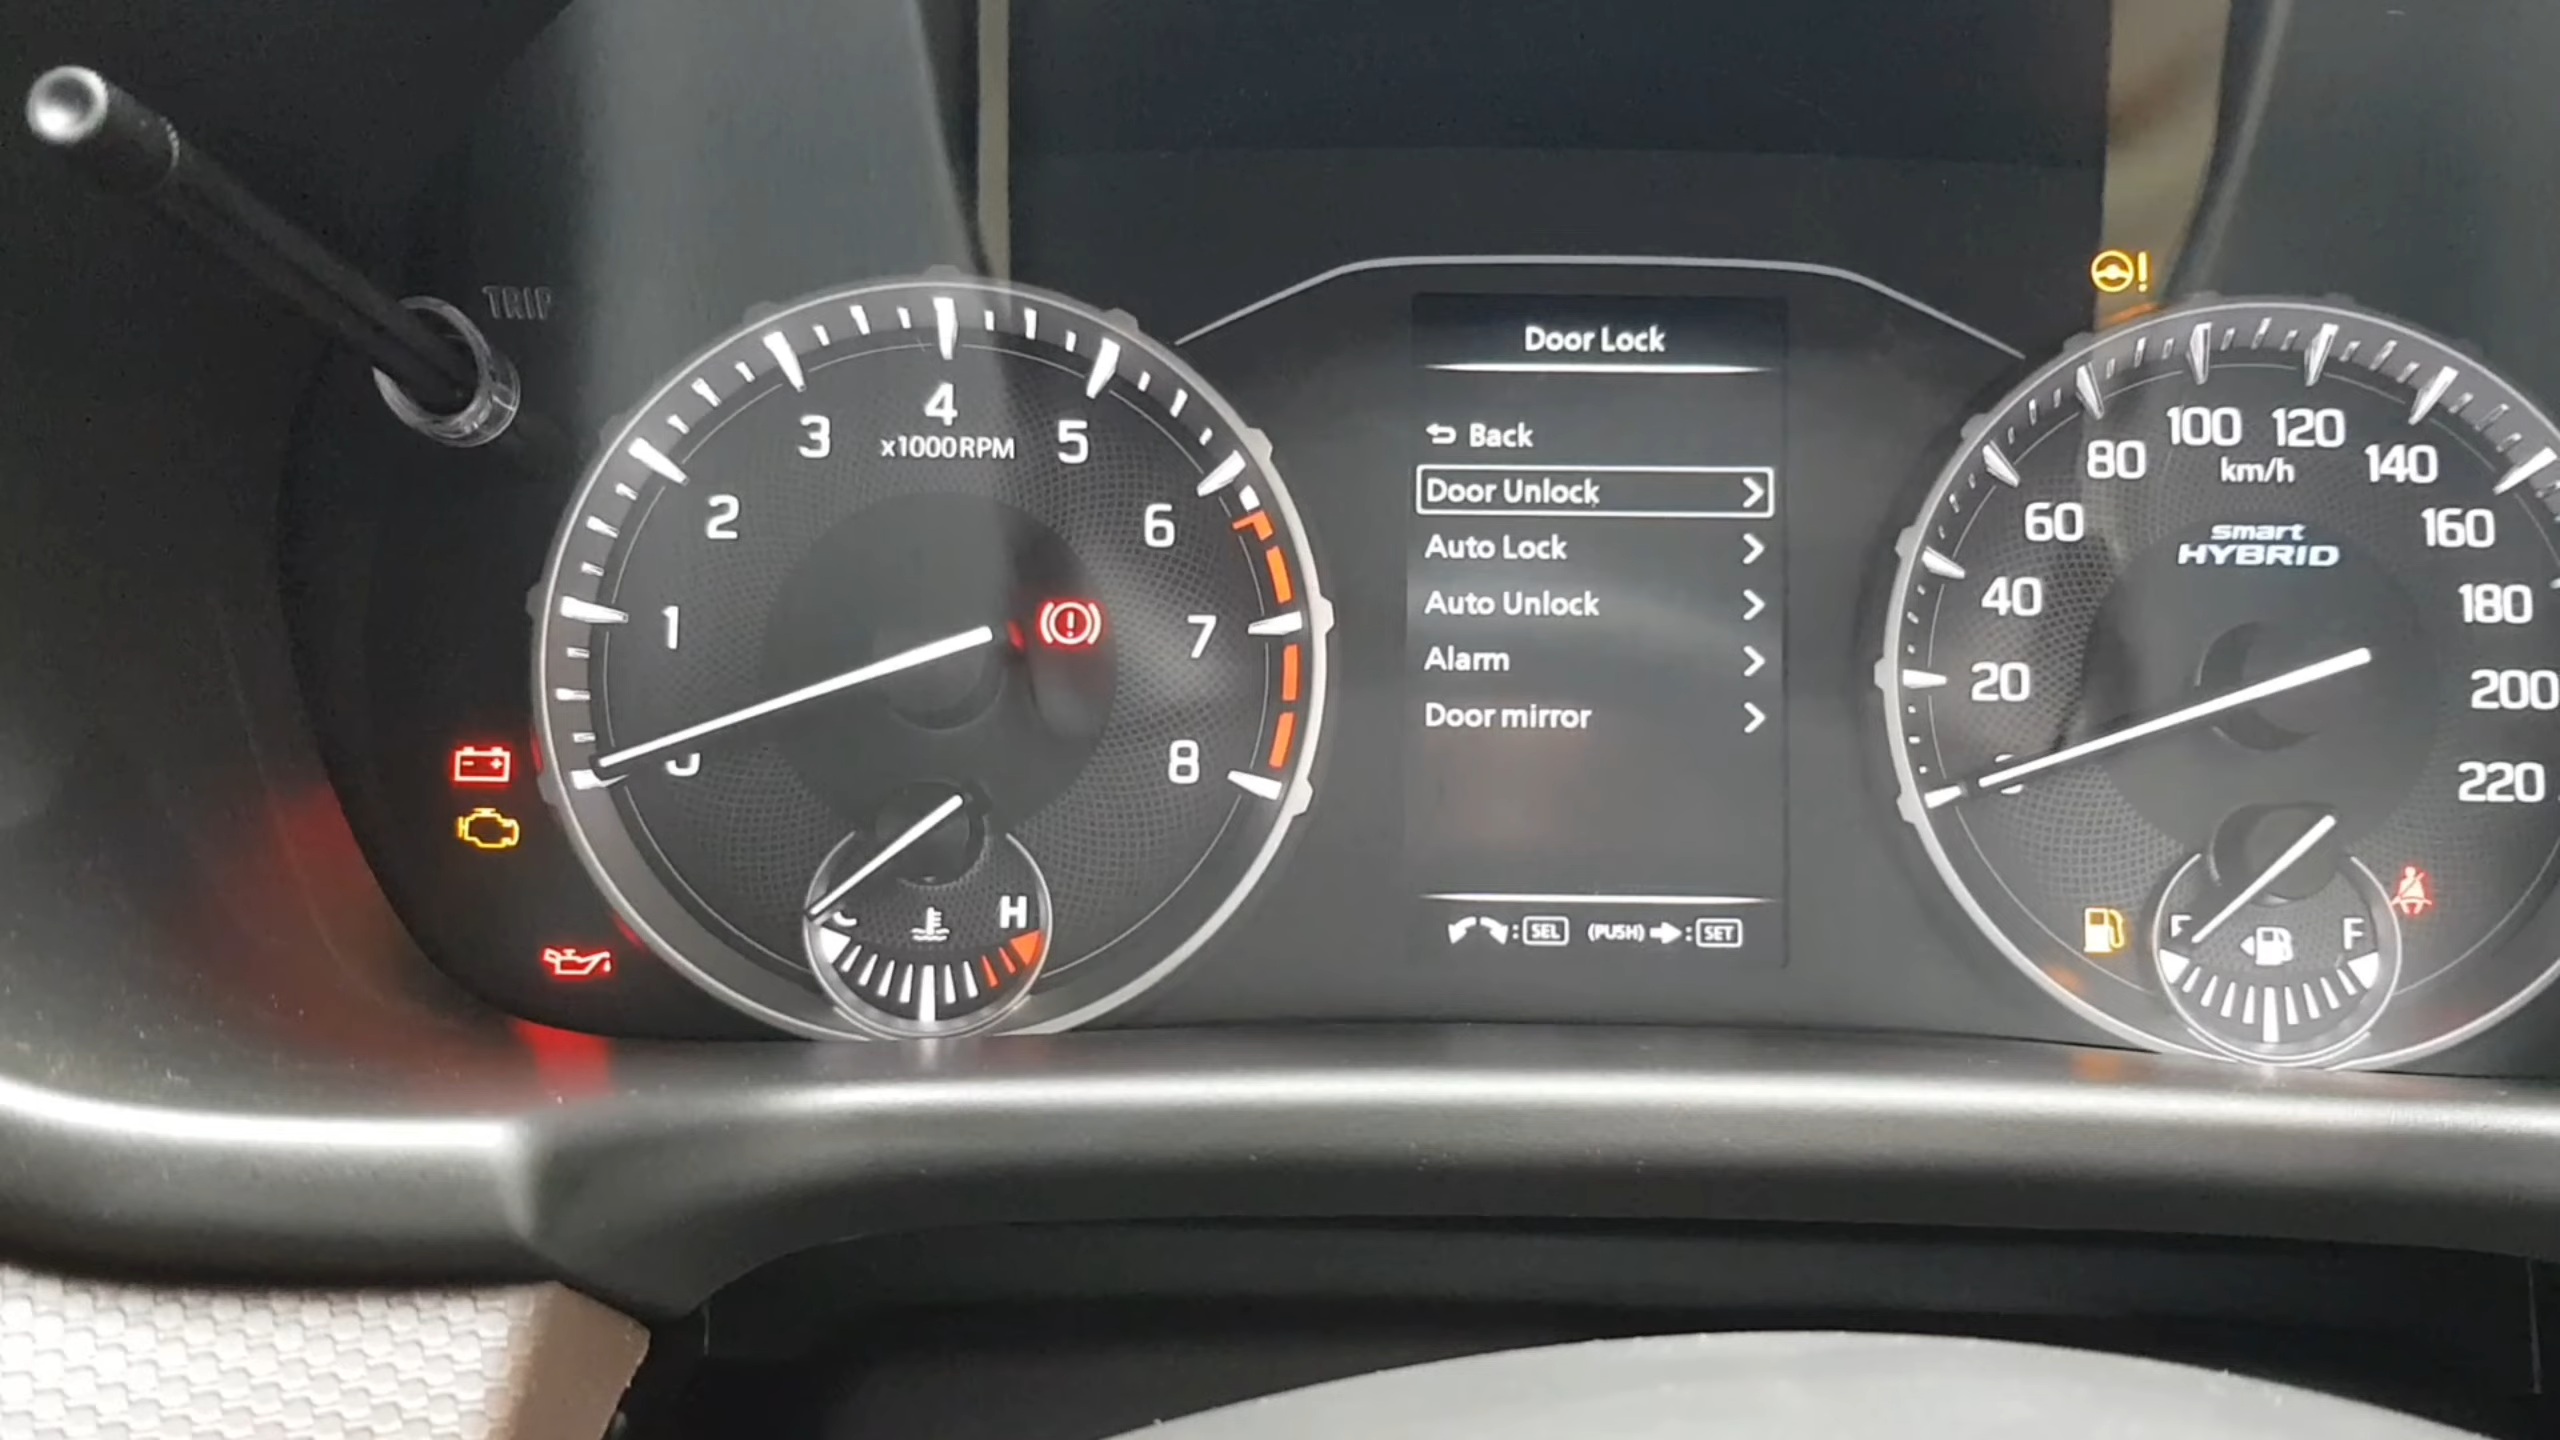 TRIP
3
4
5
x1000RPM
2
6
1
7
8
H
Door Lock
Back
Door Unlock
Auto Lock
Auto Unlock
Alarm
Door mirror
: SEL (PUSH) : SET
100 120
80 140
km/h
60 160
smart
HYBRID
40 180
20 200
220
F